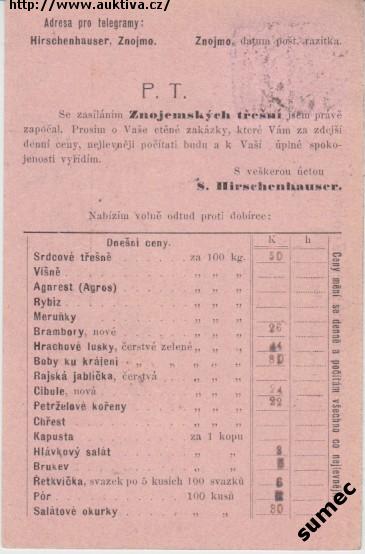 http://www.auktiva.cz/
Adresa pro telegramy:
Hirschenhauser, Znojmo.
Znojmo, datum pošt. razítka.
P. T.
Se zasíláním Znojemských třešní jsem právě
započal. Prosím o Vaše ctěné zakázky, které Vám za zdejší
denní ceny, nejlevněji počítati budu a k Vaší úplné spoko-
jenosti vyřídím.
S veškerou úctou
S. Hirschenhauser.
Nabízím volně odtud proti dobírce:
Dnešní ceny. K h
Srdcové třešně za 100 kg. 50
Višně „ „ „
Agrest (Agros) „ „ „
Rybíz „ „ „
Meruňky „ „ „
Brambory, nové „ „ „ 26
Hrachové lusky, čerstvé zelené „ „ „ 44
Boby ku krájení „ „ „ 80
Rajská jablíčka, čerstvá „ „ „
Cibule, nová „ „ „ 24
Petrželové kořeny „ „ „ 22
Chřest „ „ „
Kapusta za 1 kopu
Hlávkový salát „ „ „
Brukev „ „ „
Řetkvička, svazek po 5 kusích 100 svazků 6
Pór 100 kusů
Salátové okurky „ „ 30
Ceny mění se denně a počítám všechno co nejlevněji
sumec